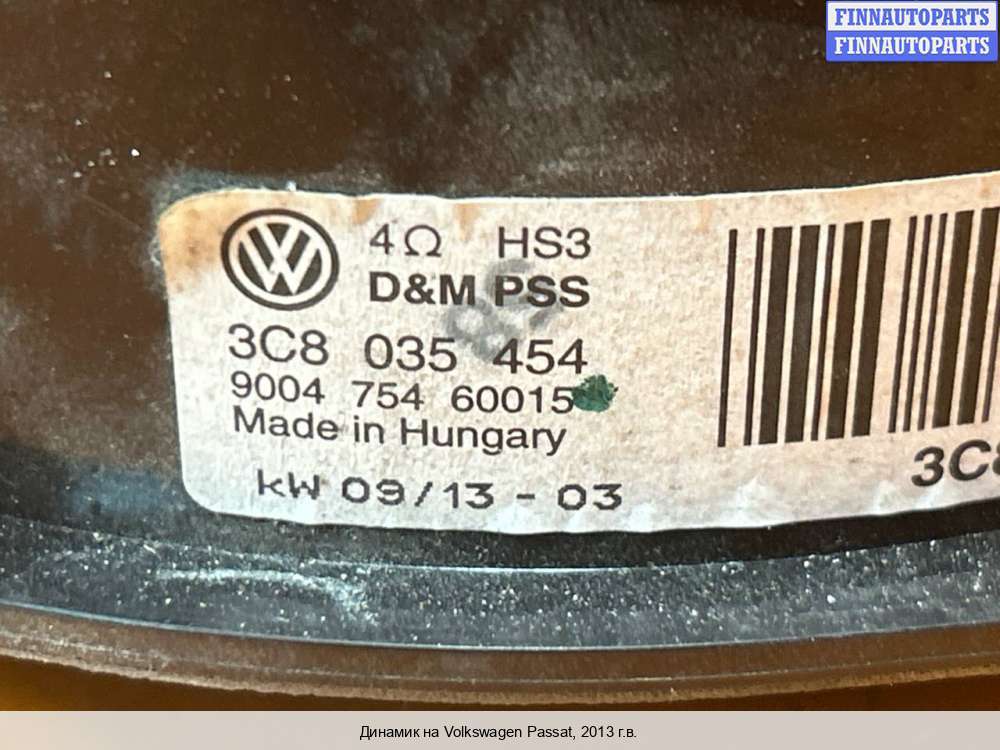 FINNAUTOPARTS
FINNAUTOPARTS
4Ω HS3
D&M PSS
3C8 035 454
9004 754 60015
Made in Hungary
kW 09/13 - 03
3C8
Динамик на Volkswagen Passat, 2013 г.в.